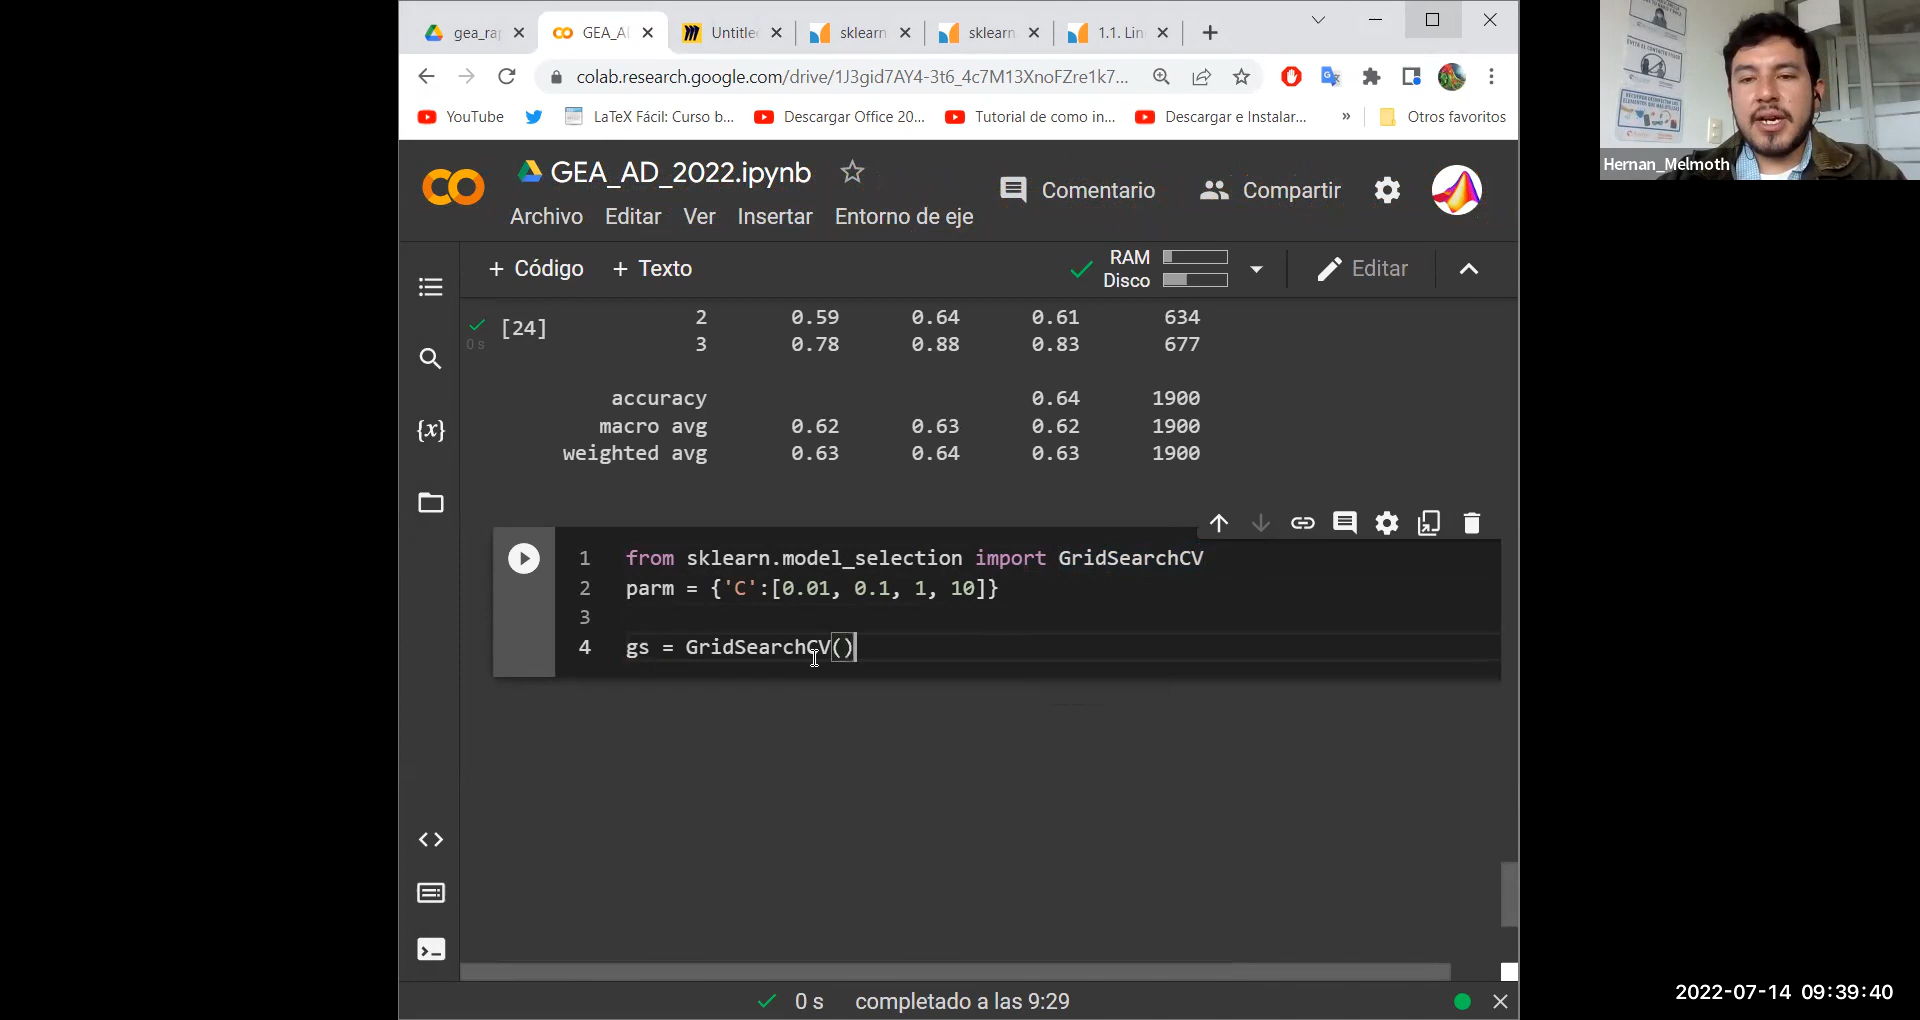 gea_ra
GEA_A
Untitle
sklearn
sklearn
1.1. Lin
colab.research.google.com/drive/1J3gid7AY4-3t6_4c7M13XnoFZre1k7...
YouTube
LaTeX Fácil: Curso b...
Descargar Office 20...
Tutorial de como in...
Descargar e Instalar...
»
Otros favoritos
GEA_AD_2022.ipynb
Comentario
Compartir
Archivo Editar Ver Insertar Entorno de eje
+ Código + Texto
RAM
Disco
Editar
[24]
0 s
2 0.59 0.64 0.61 634
3 0.78 0.88 0.83 677
accuracy 0.64 1900
macro avg 0.62 0.63 0.62 1900
weighted avg 0.63 0.64 0.63 1900
{x}
1 from sklearn.model_selection import GridSearchCV
2 parm = {'C':[0.01, 0.1, 1, 10]}
3
4 gs = GridSearchCV()
0 s completado a las 9:29
EVITA EL CONTACTO FÍSICO
Hernan_Melmoth
2022-07-14 09:39:40